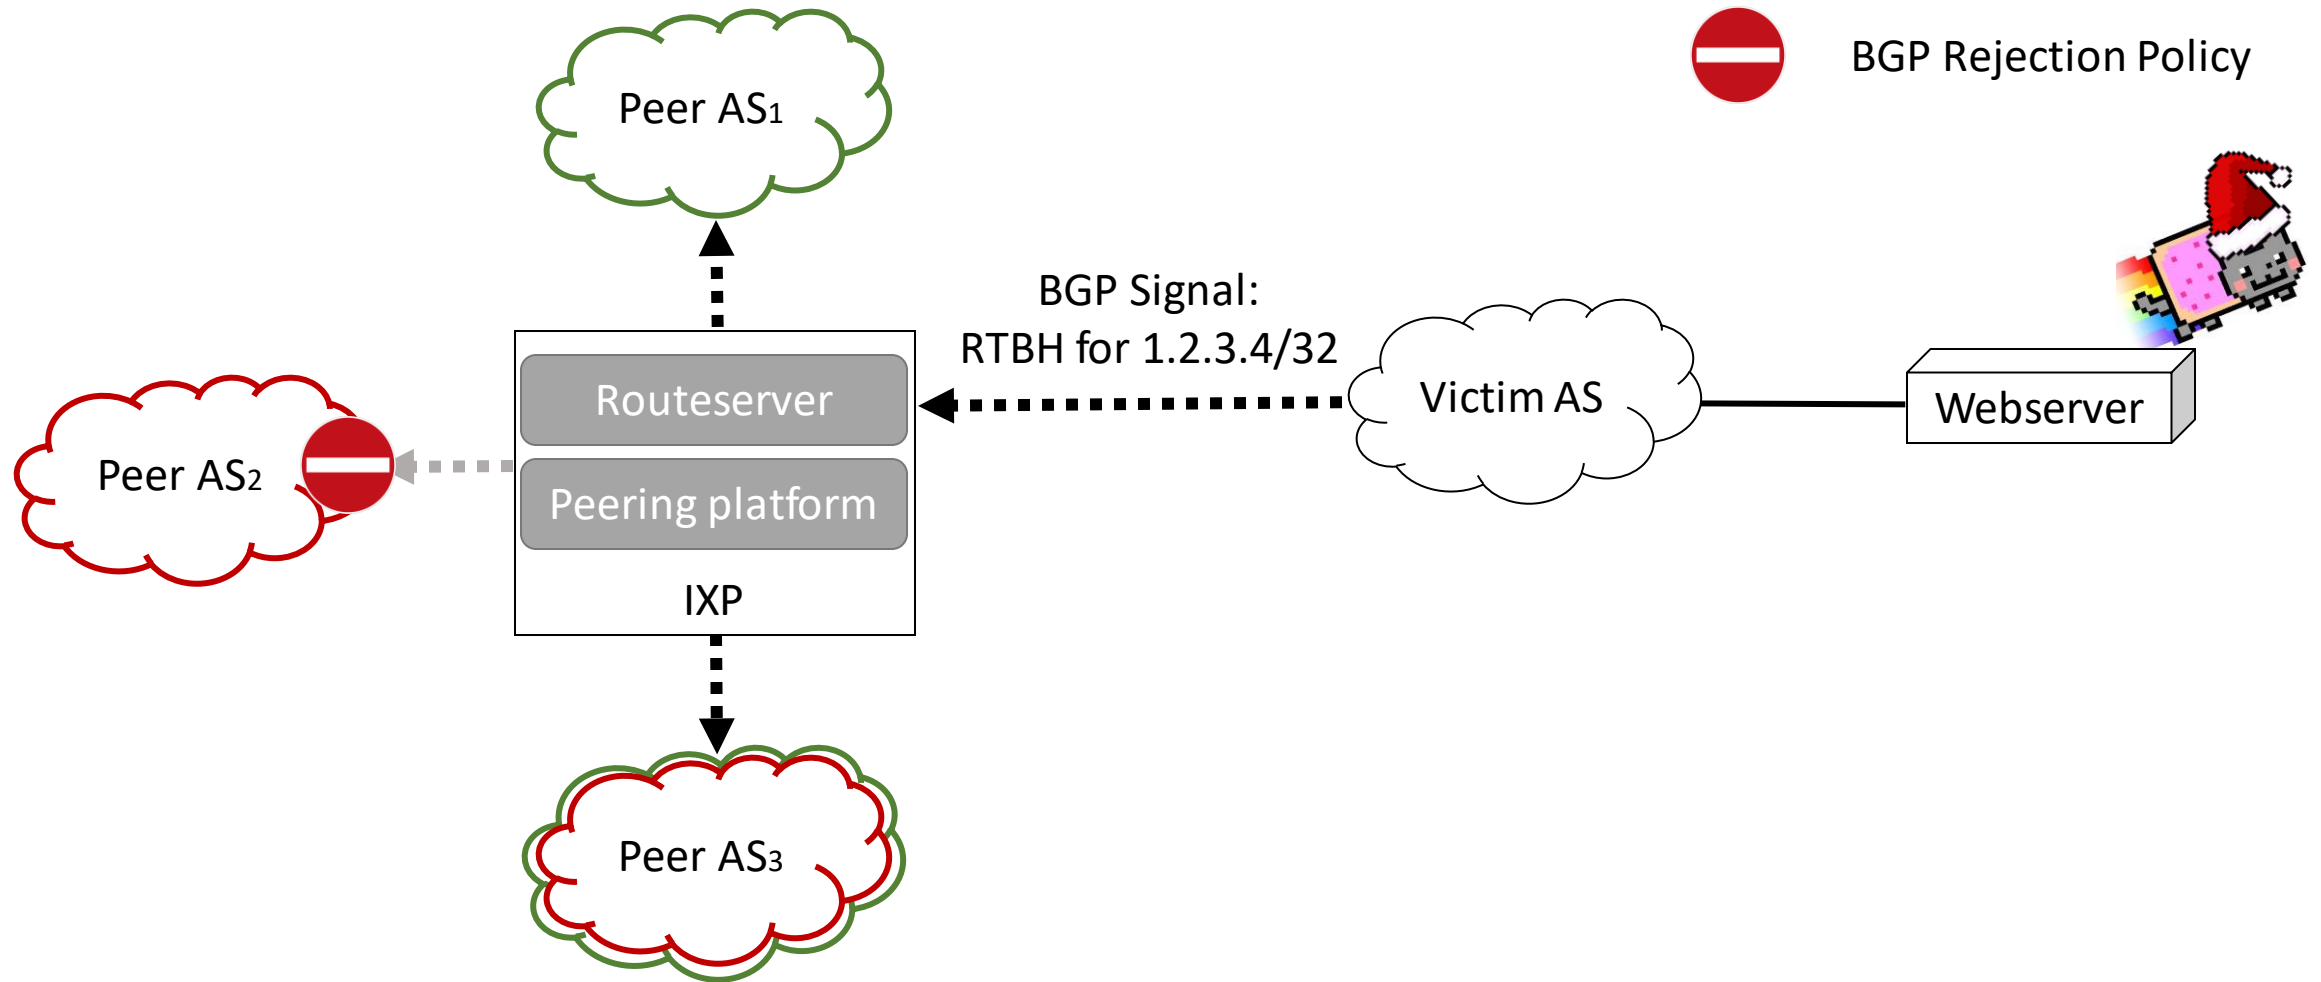 BGP Rejection Policy
Peer AS1
BGP Signal:
RTBH for 1.2.3.4/32
Routeserver
Victim AS
Webserver
Peer AS2
Peering platform
IXP
Peer AS3